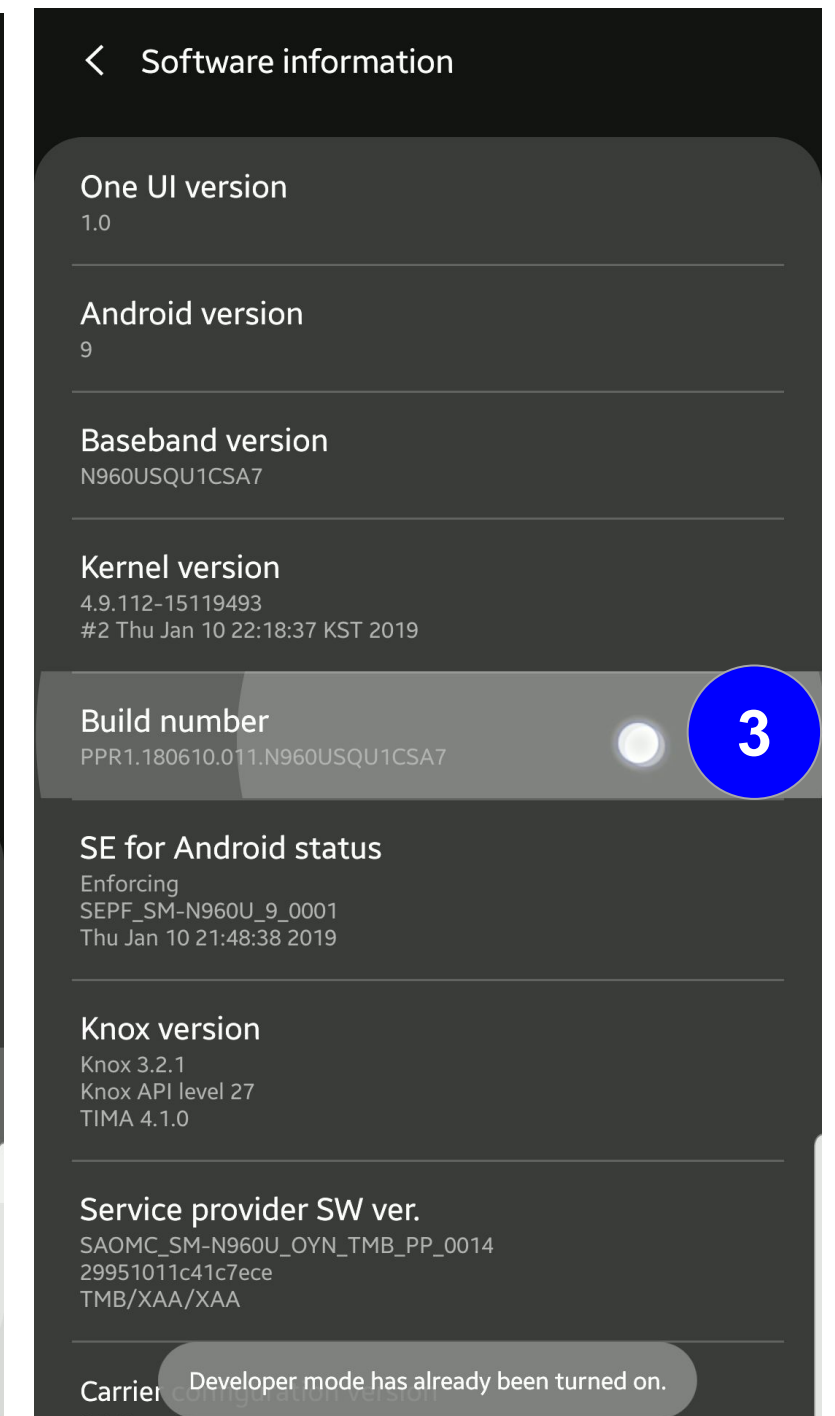 Software information
One UI version
1.0
Android version
9
Baseband version
N960USQU1CSA7
Kernel version
4.9.112-15119493
#2 Thu Jan 10 22:18:37 KST 2019
Build number
PPR1.180610.011.N960USQU1CSA7
3
SE for Android status
Enforcing
SEPF_SM-N960U_9_0001
Thu Jan 10 21:48:38 2019
Knox version
Knox 3.2.1
Knox API level 27
TIMA 4.1.0
Service provider SW ver.
SAOMC_SM-N960U_OYN_TMB_PP_0014
29951011c41c7ece
TMB/XAA/XAA
Carrier configuration version
Developer mode has already been turned on.